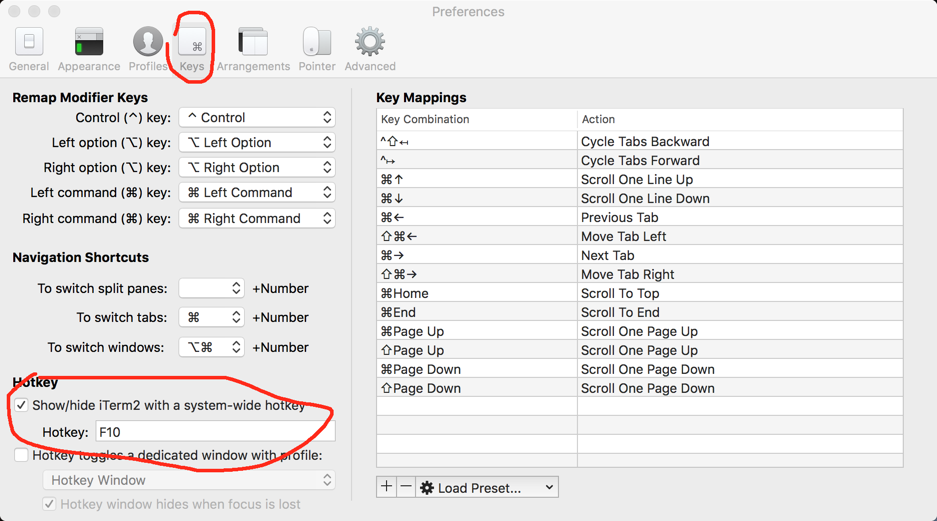 Preferences
General Appearance Profiles Keys Arrangements Pointer Advanced
Remap Modifier Keys
Control (^) key: ^ Control
Left option (⌥) key: ⌥ Left Option
Right option (⌥) key: ⌥ Right Option
Left command (⌘) key: ⌘ Left Command
Right command (⌘) key: ⌘ Right Command
Navigation Shortcuts
To switch split panes: +Number
To switch tabs: ⌘ +Number
To switch windows: ⌥⌘ +Number
Hotkey
Show/hide iTerm2 with a system-wide hotkey
Hotkey: F10
Hotkey toggles a dedicated window with profile:
Hotkey Window
Hotkey window hides when focus is lost
Key Mappings
Key Combination Action
^⇧↤ Cycle Tabs Backward
^↦ Cycle Tabs Forward
⌘↑ Scroll One Line Up
⌘↓ Scroll One Line Down
⌘← Previous Tab
⇧⌘← Move Tab Left
⌘→ Next Tab
⇧⌘→ Move Tab Right
⌘Home Scroll To Top
⌘End Scroll To End
⌘Page Up Scroll One Page Up
⇧Page Up Scroll One Page Up
⌘Page Down Scroll One Page Down
⇧Page Down Scroll One Page Down
+ − Load Preset...